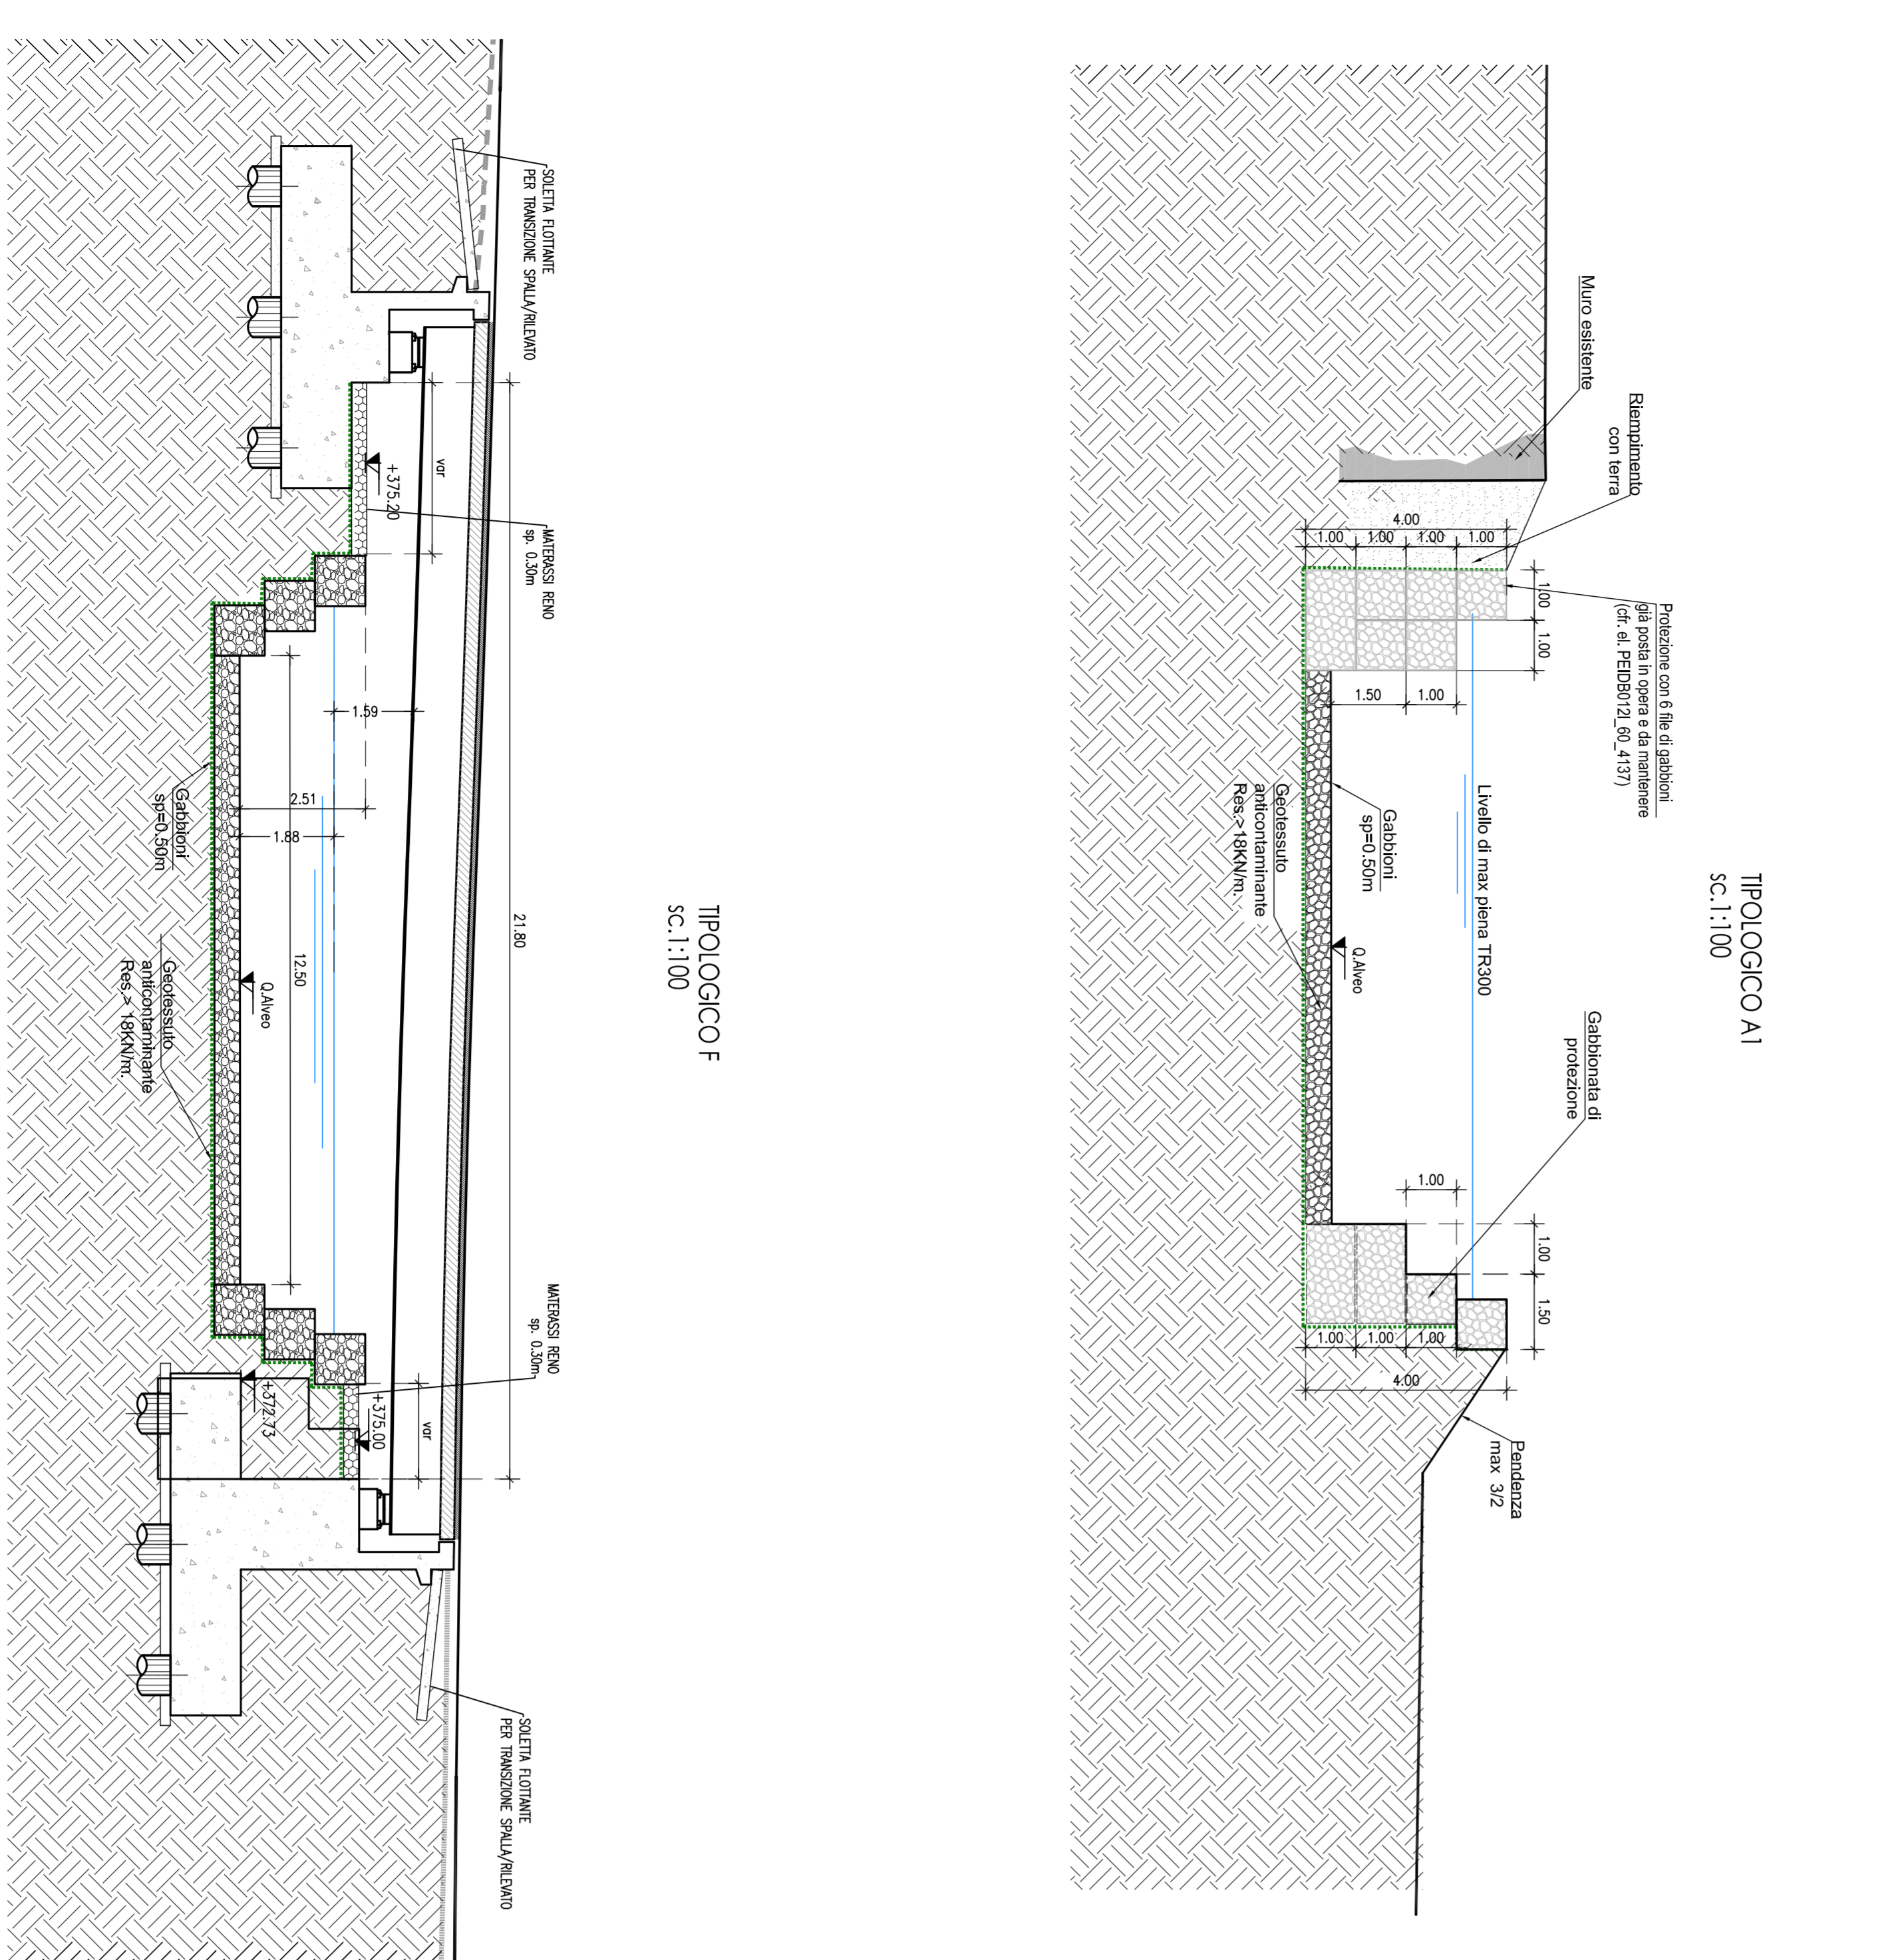 TIPOLOGICO A1
SC.1:100
Muro esistente
Riempimento
con terra
Protezione con 6 file di gabbioni
già posta in opera e da mantenere
(cfr. el. PEIDB012I_60_4137)
Livello di max piena TR300
Gabbionata di
protezione
Pendenza
max 3/2
Gabbioni
sp=0.50m
Q.Alveo
Geotessuto
anticontaminante
Res.>18KN/m.
4.00
1.00
1.00
1.00
1.00
1.00
1.00
1.50
1.00
1.00
1.00
1.50
1.00
1.00
1.00
4.00
TIPOLOGICO F
SC.1:100
SOLETTA FLOTTANTE
PER TRANSIZIONE SPALLA/RILEVATO
MATERASSI RENO
sp. 0.30m
MATERASSI RENO
sp. 0.30m
SOLETTA FLOTTANTE
PER TRANSIZIONE SPALLA/RILEVATO
21.80
var
+375.20
1.59
2.51
1.88
12.50
Q.Alveo
var
+375.00
+372.73
Gabbioni
sp=0.50m
Geotessuto
anticontaminante
Res.> 18KN/m.